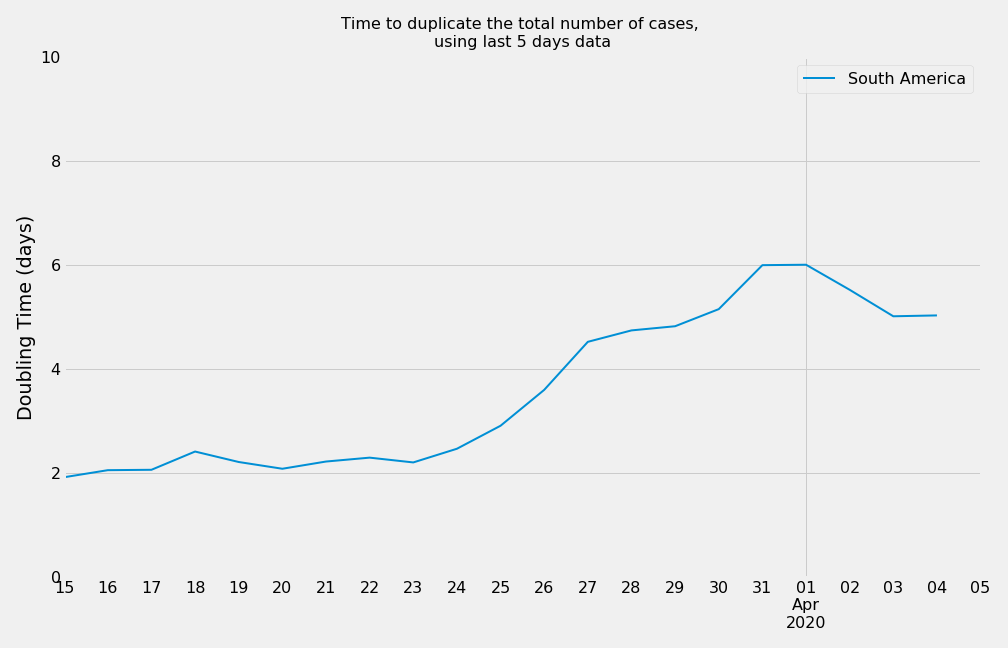 Time to duplicate the total number of cases,
using last 5 days data
South America
Doubling Time (days)
10
8
6
4
2
0
15 16 17 18 19 20 21 22 23 24 25 26 27 28 29 30 31 01 02 03 04 05
Apr
2020